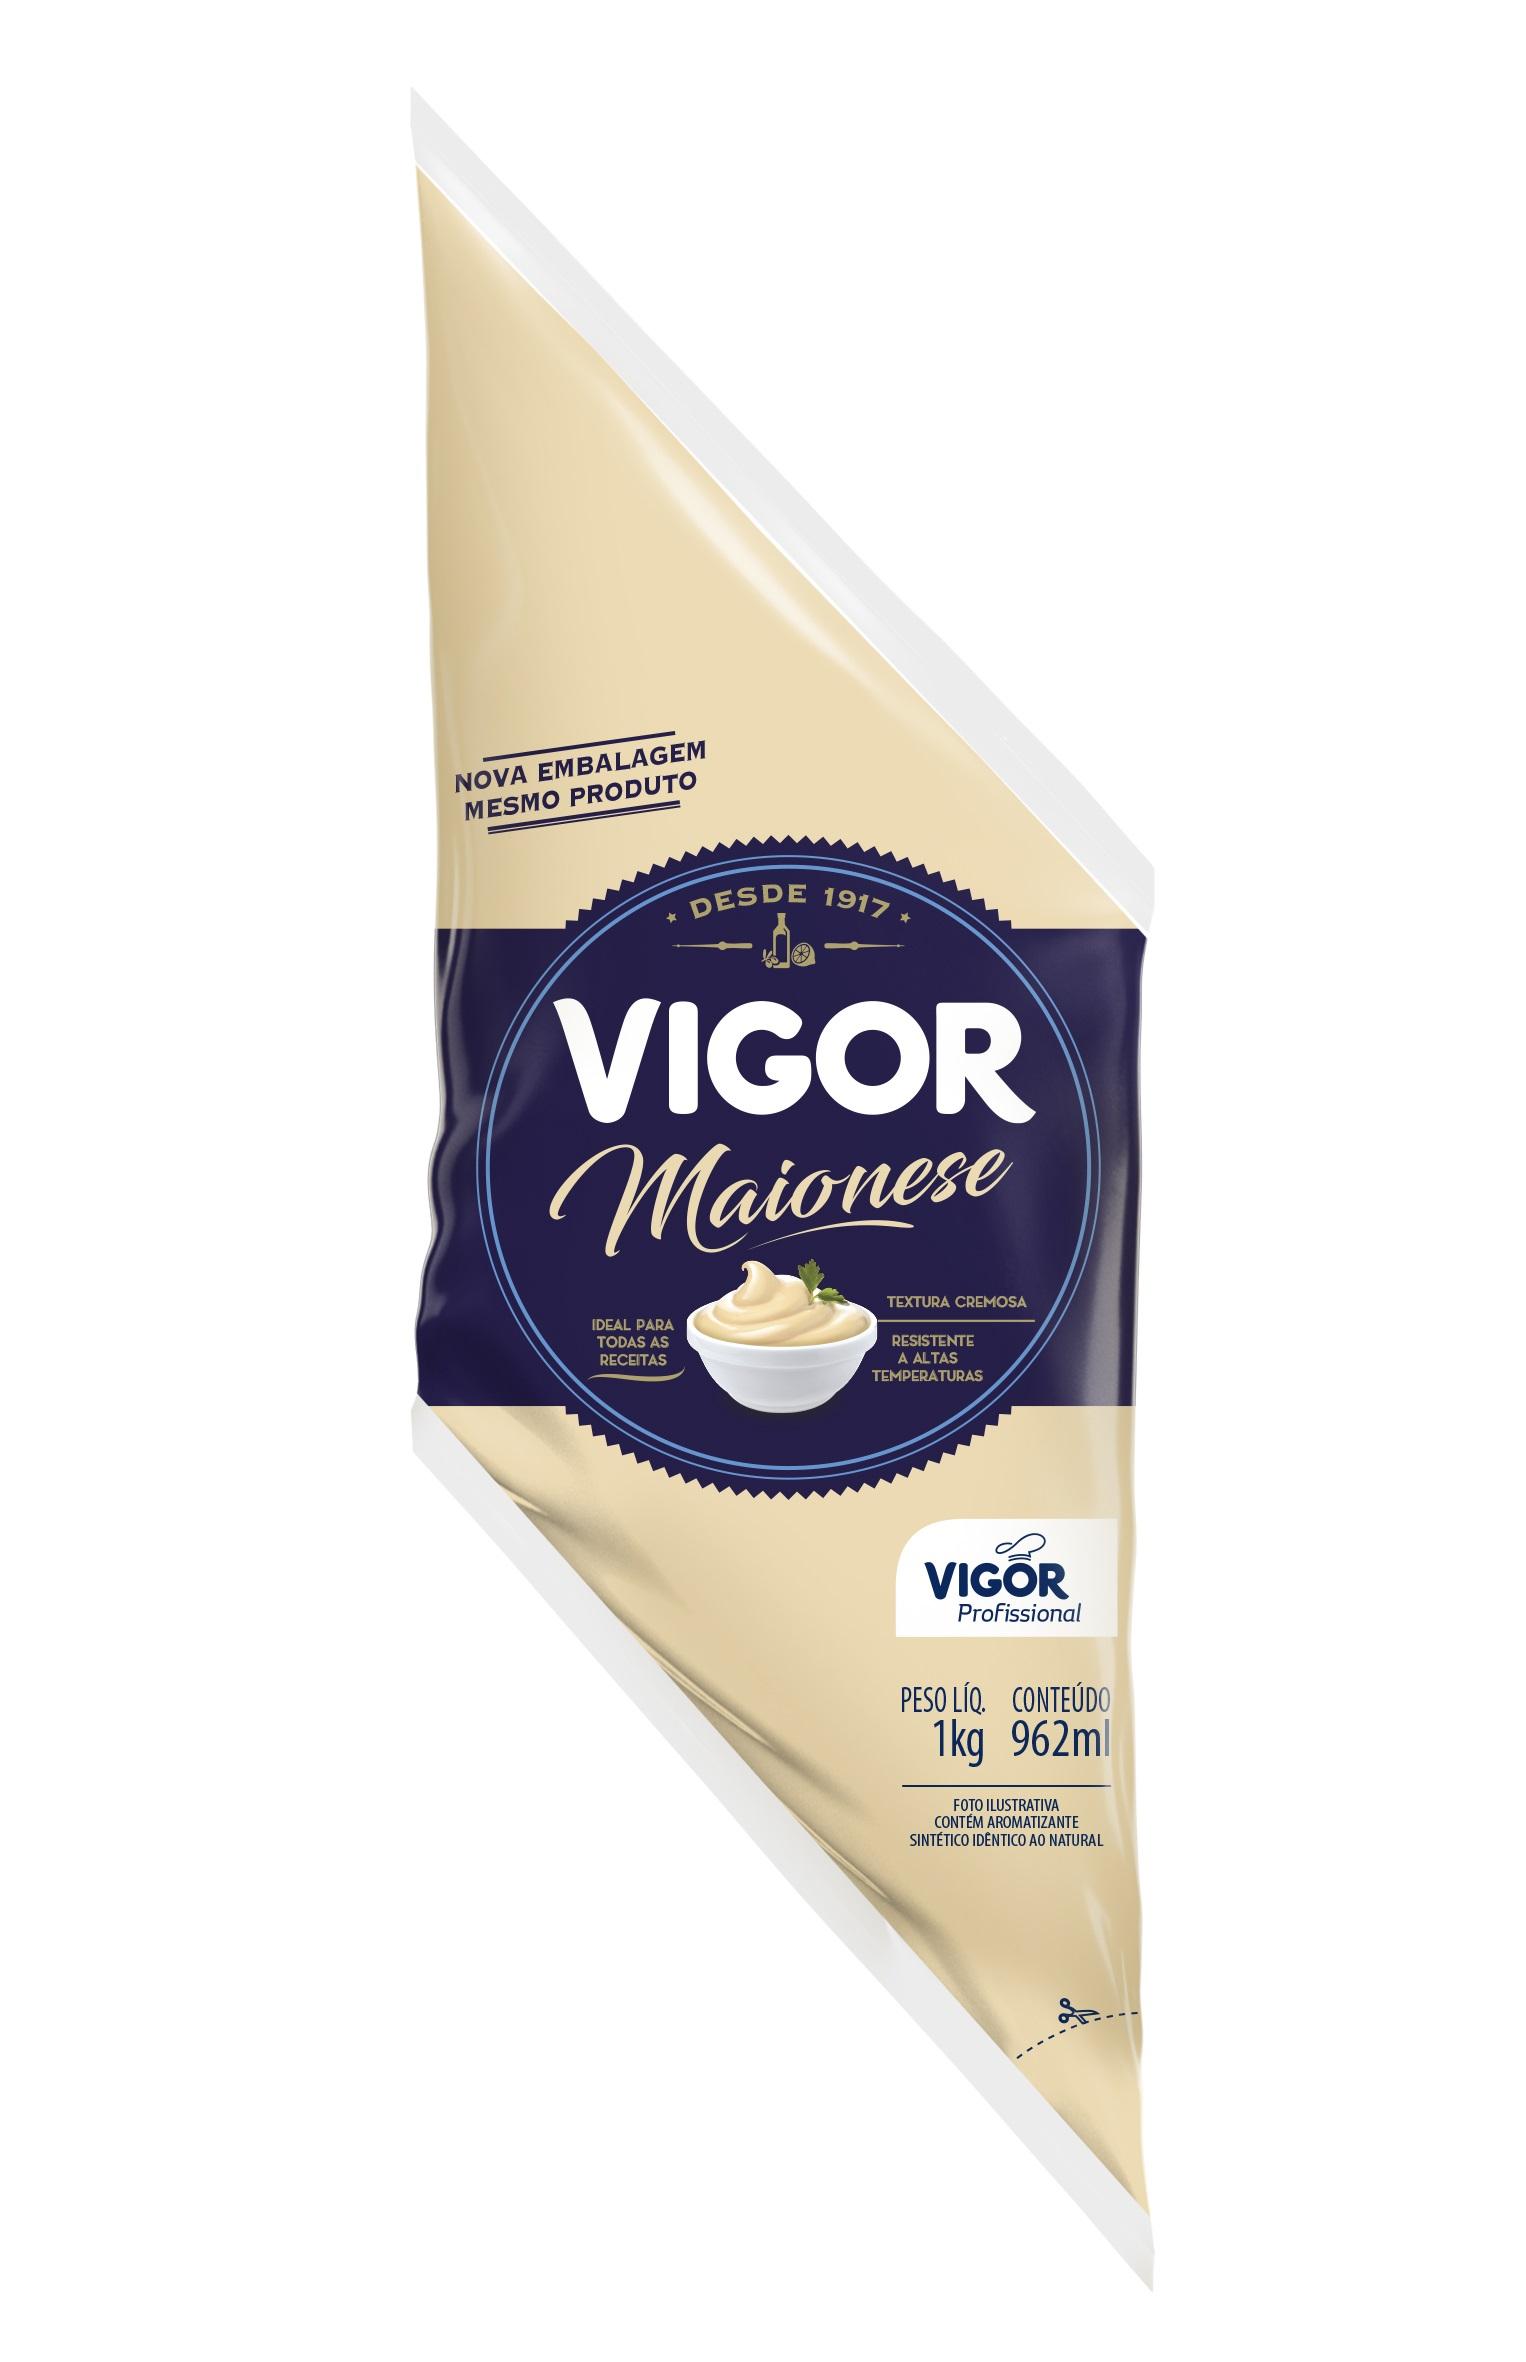 NOVA EMBALAGEM
MESMO PRODUTO
DESDE 1917
VIGOR
Maionese
IDEAL PARA
TODAS AS
RECEITAS
TEXTURA CREMOSA
RESISTENTE
A ALTAS
TEMPERATURAS
VIGOR
Profissional
PESO LÍQ. CONTEÚDO
1kg 962ml
FOTO ILUSTRATIVA
CONTÉM AROMATIZANTE
SINTÉTICO IDÊNTICO AO NATURAL